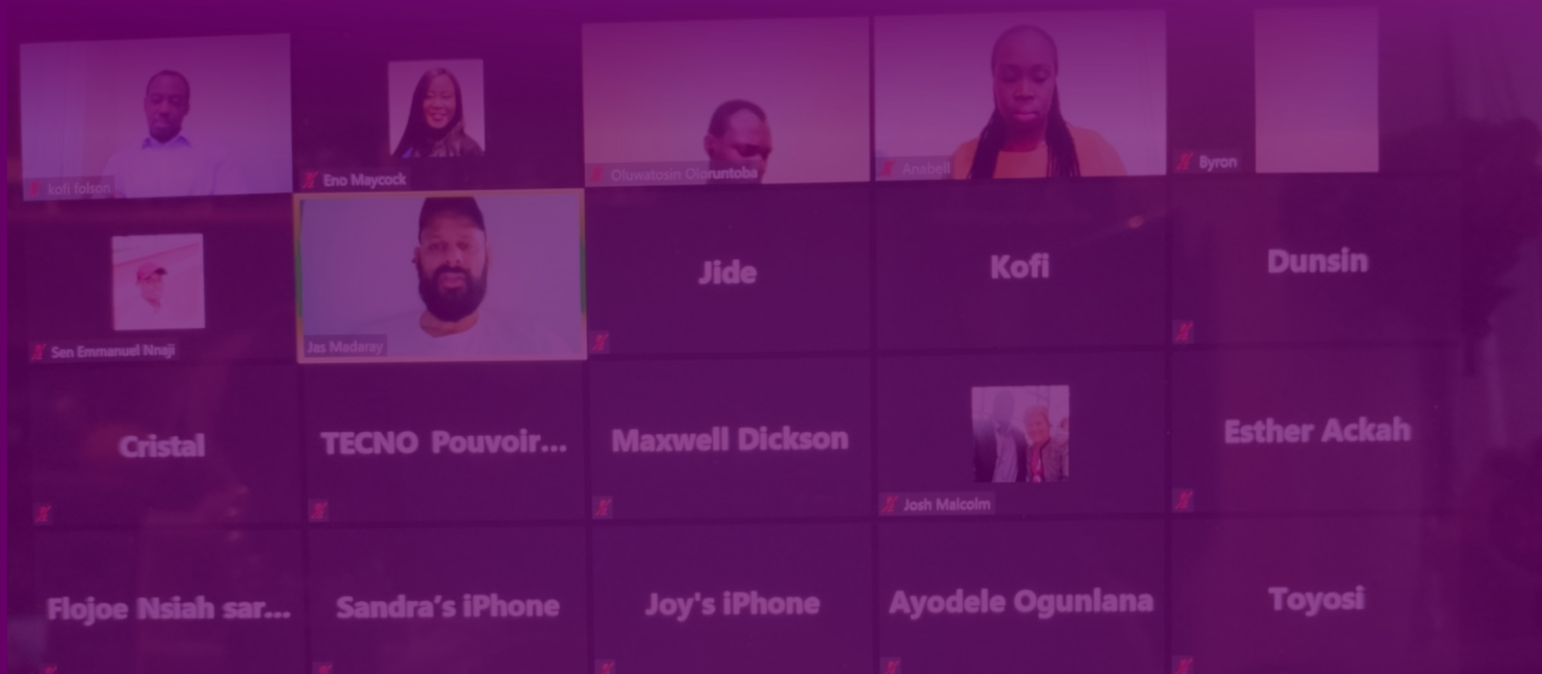 kofi folson
Eno Maycock
Oluwatosin Oloruntoba
Anabell
Byron
Sen Emmanuel Nnaji
Jas Madaray
Jide
Kofi
Dunsin
Cristal
TECNO Pouvoir...
Maxwell Dickson
Josh Malcolm
Esther Ackah
Flojoe Nsiah sar...
Sandra's iPhone
Joy's iPhone
Ayodele Ogunlana
Toyosi